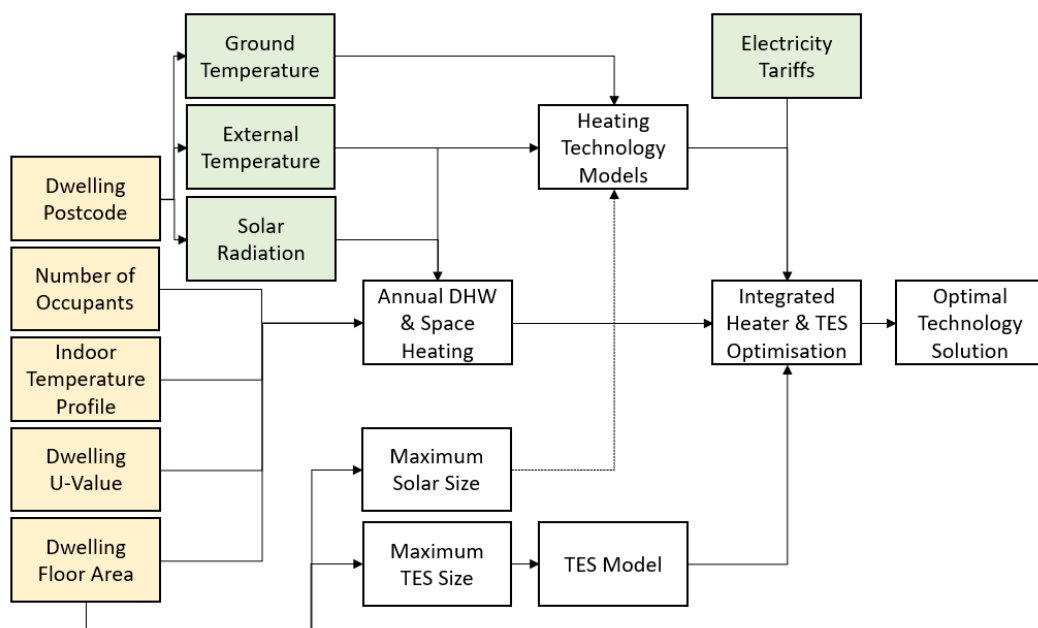 Ground
Temperature
Electricity
Tariffs
External
Temperature
Heating
Technology
Models
Dwelling
Postcode
Solar
Radiation
Number of
Occupants
Annual DHW
& Space
Heating
Integrated
Heater & TES
Optimisation
Optimal
Technology
Solution
Indoor
Temperature
Profile
Dwelling
U-Value
Maximum
Solar Size
Dwelling
Floor Area
Maximum
TES Size
TES Model